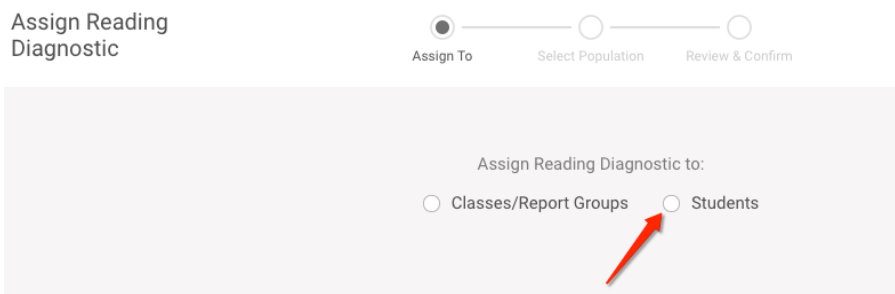 Assign Reading
Diagnostic
Assign To
Select Population
Review & Confirm
Assign Reading Diagnostic to:
Classes/Report Groups
Students